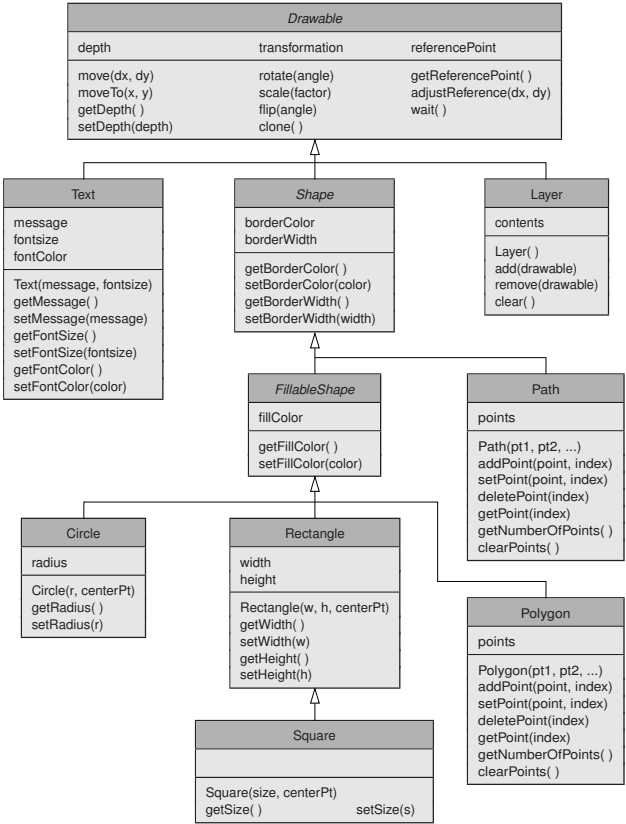 Drawable
depth transformation referencePoint
move(dx, dy) rotate(angle) getReferencePoint( )
moveTo(x, y) scale(factor) adjustReference(dx, dy)
getDepth( ) flip(angle) wait( )
setDepth(depth) clone( )
Text
message
fontsize
fontColor
Text(message, fontsize)
getMessage( )
setMessage(message)
getFontSize( )
setFontSize(fontsize)
getFontColor( )
setFontColor(color)
Shape
borderColor
borderWidth
getBorderColor( )
setBorderColor(color)
getBorderWidth( )
setBorderWidth(width)
Layer
contents
Layer( )
add(drawable)
remove(drawable)
clear( )
FillableShape
fillColor
getFillColor( )
setFillColor(color)
Path
points
Path(pt1, pt2, ...)
addPoint(point, index)
setPoint(point, index)
deletePoint(index)
getPoint(index)
getNumberOfPoints( )
clearPoints( )
Circle
radius
Circle(r, centerPt)
getRadius( )
setRadius(r)
Rectangle
width
height
Rectangle(w, h, centerPt)
getWidth( )
setWidth(w)
getHeight( )
setHeight(h)
Polygon
points
Polygon(pt1, pt2, ...)
addPoint(point, index)
setPoint(point, index)
deletePoint(index)
getPoint(index)
getNumberOfPoints( )
clearPoints( )
Square
Square(size, centerPt)
getSize( ) setSize(s)